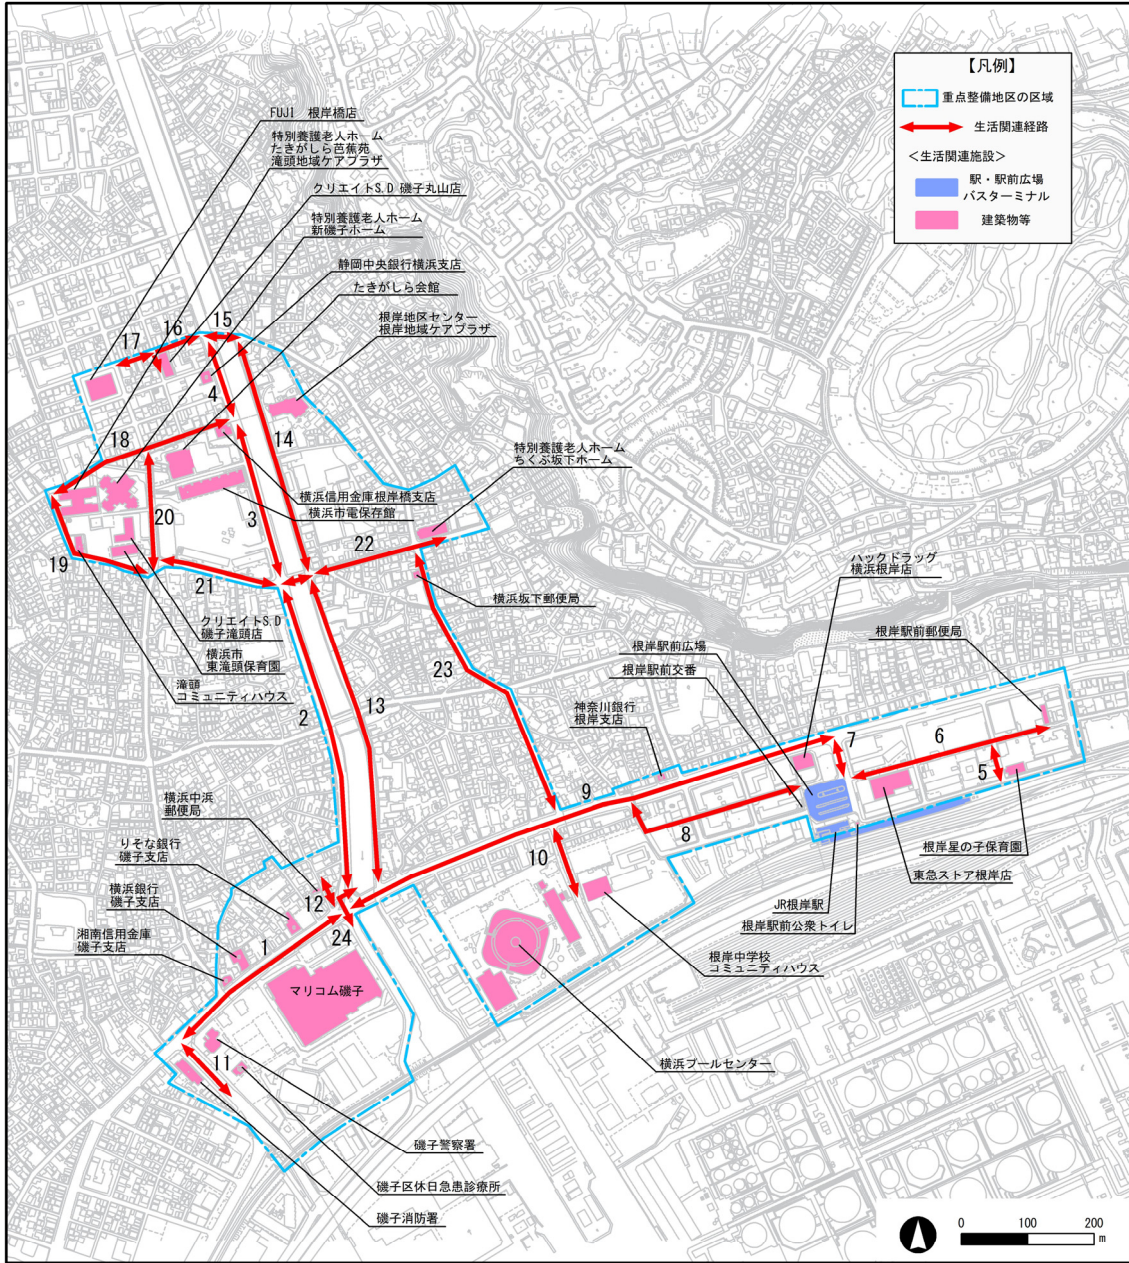 【凡例】
重点整備地区の区域
生活関連経路
<生活関連施設>
駅・駅前広場
バスターミナル
建築物等
FUJI 根岸橋店
特別養護老人ホーム
たきがしら芭蕉苑
滝頭地域ケアプラザ
クリエイトS.D 磯子丸山店
特別養護老人ホーム
新磯子ホーム
静岡中央銀行横浜支店
たきがしら会館
根岸地区センター
根岸地域ケアプラザ
17
16
15
4
14
18
特別養護老人ホーム
ちくぶ坂下ホーム
横浜信用金庫根岸橋支店
横浜市電保存館
3
20
22
19
21
ハックドラッグ
横浜根岸店
横浜坂下郵便局
クリエイトS.D
磯子滝頭店
横浜市
東滝頭保育園
滝頭
コミュニティハウス
根岸駅前広場
根岸駅前交番
根岸駅前郵便局
23
2
13
神奈川銀行
根岸支店
7
6
5
9
8
横浜中浜
郵便局
りそな銀行
磯子支店
横浜銀行
磯子支店
湘南信用金庫
磯子支店
10
12
1
24
根岸星の子保育園
東急ストア根岸店
JR根岸駅
根岸駅前公衆トイレ
根岸中学校
コミュニティハウス
マリコム磯子
11
横浜プールセンター
磯子警察署
磯子区休日急患診療所
磯子消防署
0 100 200
m